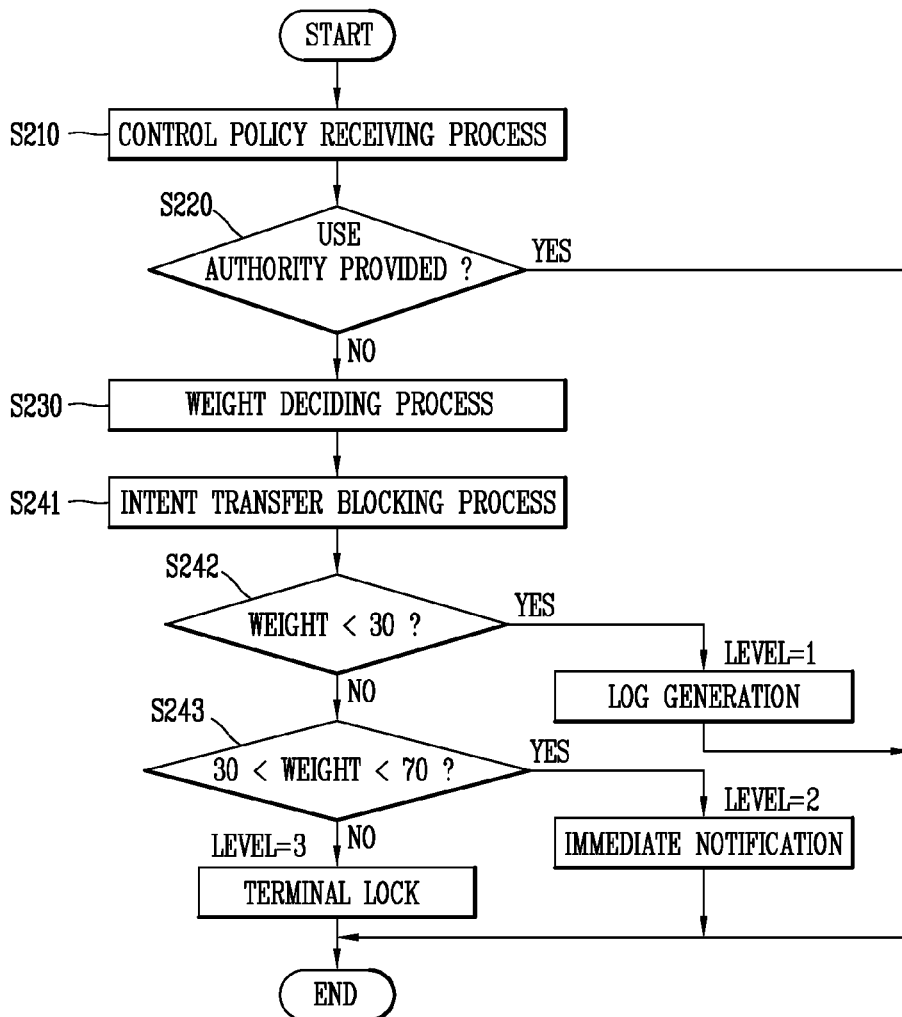 START
S210
CONTROL POLICY RECEIVING PROCESS
S220
USE
AUTHORITY PROVIDED ?
YES
NO
S230
WEIGHT DECIDING PROCESS
S241
INTENT TRANSFER BLOCKING PROCESS
S242
WEIGHT < 30 ?
YES
NO
LEVEL=1
LOG GENERATION
S243
30 < WEIGHT < 70 ?
YES
NO
LEVEL=2
IMMEDIATE NOTIFICATION
LEVEL=3
TERMINAL LOCK
END